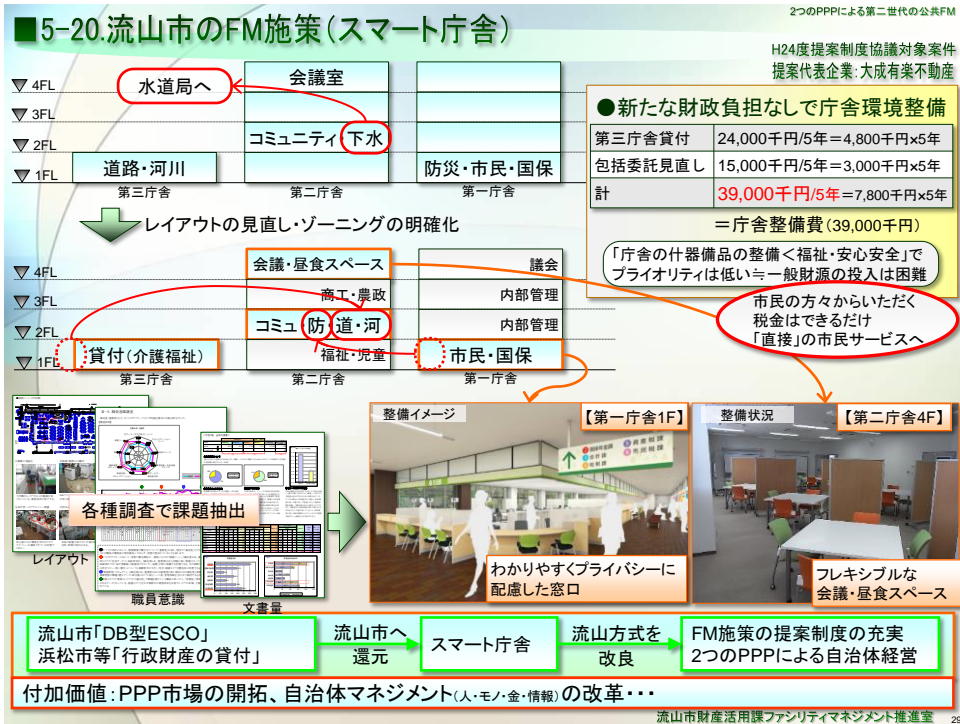 2つのPPPによる第二世代の公共FM
■5-20.流山市のFM施策(スマート庁舎)
H24度提案制度協議対象案件
提案代表企業:大成有楽不動産
▼ 4FL
水道局へ
会議室
▼ 3FL
▼ 2FL
コミュニティ・下水
▼ 1FL
道路・河川
防災・市民・国保
第三庁舎
第二庁舎
第一庁舎
●新たな財政負担なしで庁舎環境整備
第三庁舎貸付 24,000千円/5年=4,800千円×5年
包括委託見直し 15,000千円/5年=3,000千円×5年
計 39,000千円/5年=7,800千円×5年
=庁舎整備費(39,000千円)
「庁舎の什器備品の整備<福祉・安心安全」で
プライオリティは低い≒一般財源の投入は困難
レイアウトの見直し・ゾーニングの明確化
▼ 4FL
会議・昼食スペース
議会
▼ 3FL
商工・農政
内部管理
▼ 2FL
コミュ・防・道・河
内部管理
▼ 1FL
貸付(介護福祉)
福祉・児童
市民・国保
第三庁舎
第二庁舎
第一庁舎
市民の方々からいただく
税金はできるだけ
「直接」の市民サービスへ
各種調査で課題抽出
レイアウト
職員意識
文書量
整備イメージ
【第一庁舎1F】
わかりやすくプライバシーに
配慮した窓口
整備状況
【第二庁舎4F】
フレキシブルな
会議・昼食スペース
流山市「DB型ESCO」
浜松市等「行政財産の貸付」
流山市へ
還元
スマート庁舎
流山方式を
改良
FM施策の提案制度の充実
2つのPPPによる自治体経営
付加価値:PPP市場の開拓、自治体マネジメント(人・モノ・金・情報)の改革・・・
流山市財産活用課ファシリティマネジメント推進室
29